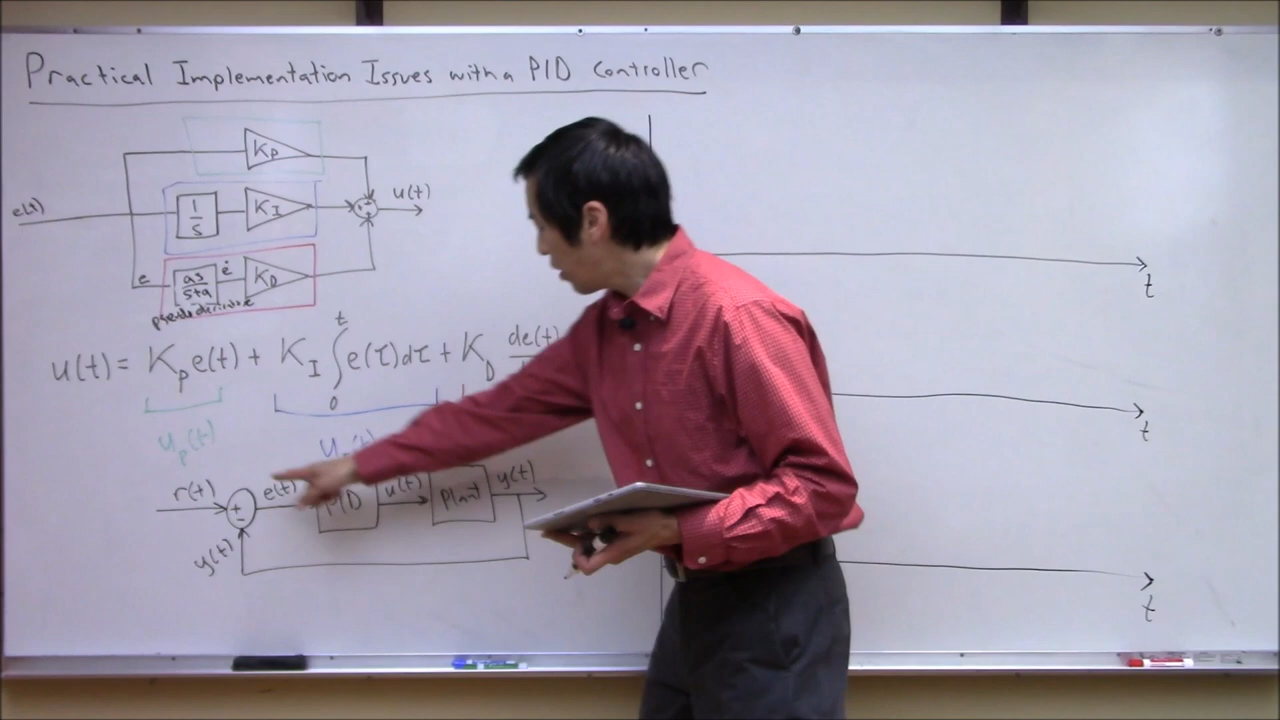 Practical Implementation Issues with a PID Controller
Kp
e(t)
1/s
KI
u(t)
e
as/s+a
ė
KD
pseudo derivative
u(t) = Kp e(t) + KI ∫₀ᵗ e(τ)dτ + KD de(t)
up(t)
r(t)
+
-
e(t)
PID
u(t)
Plant
y(t)
y(t)
t
t
t